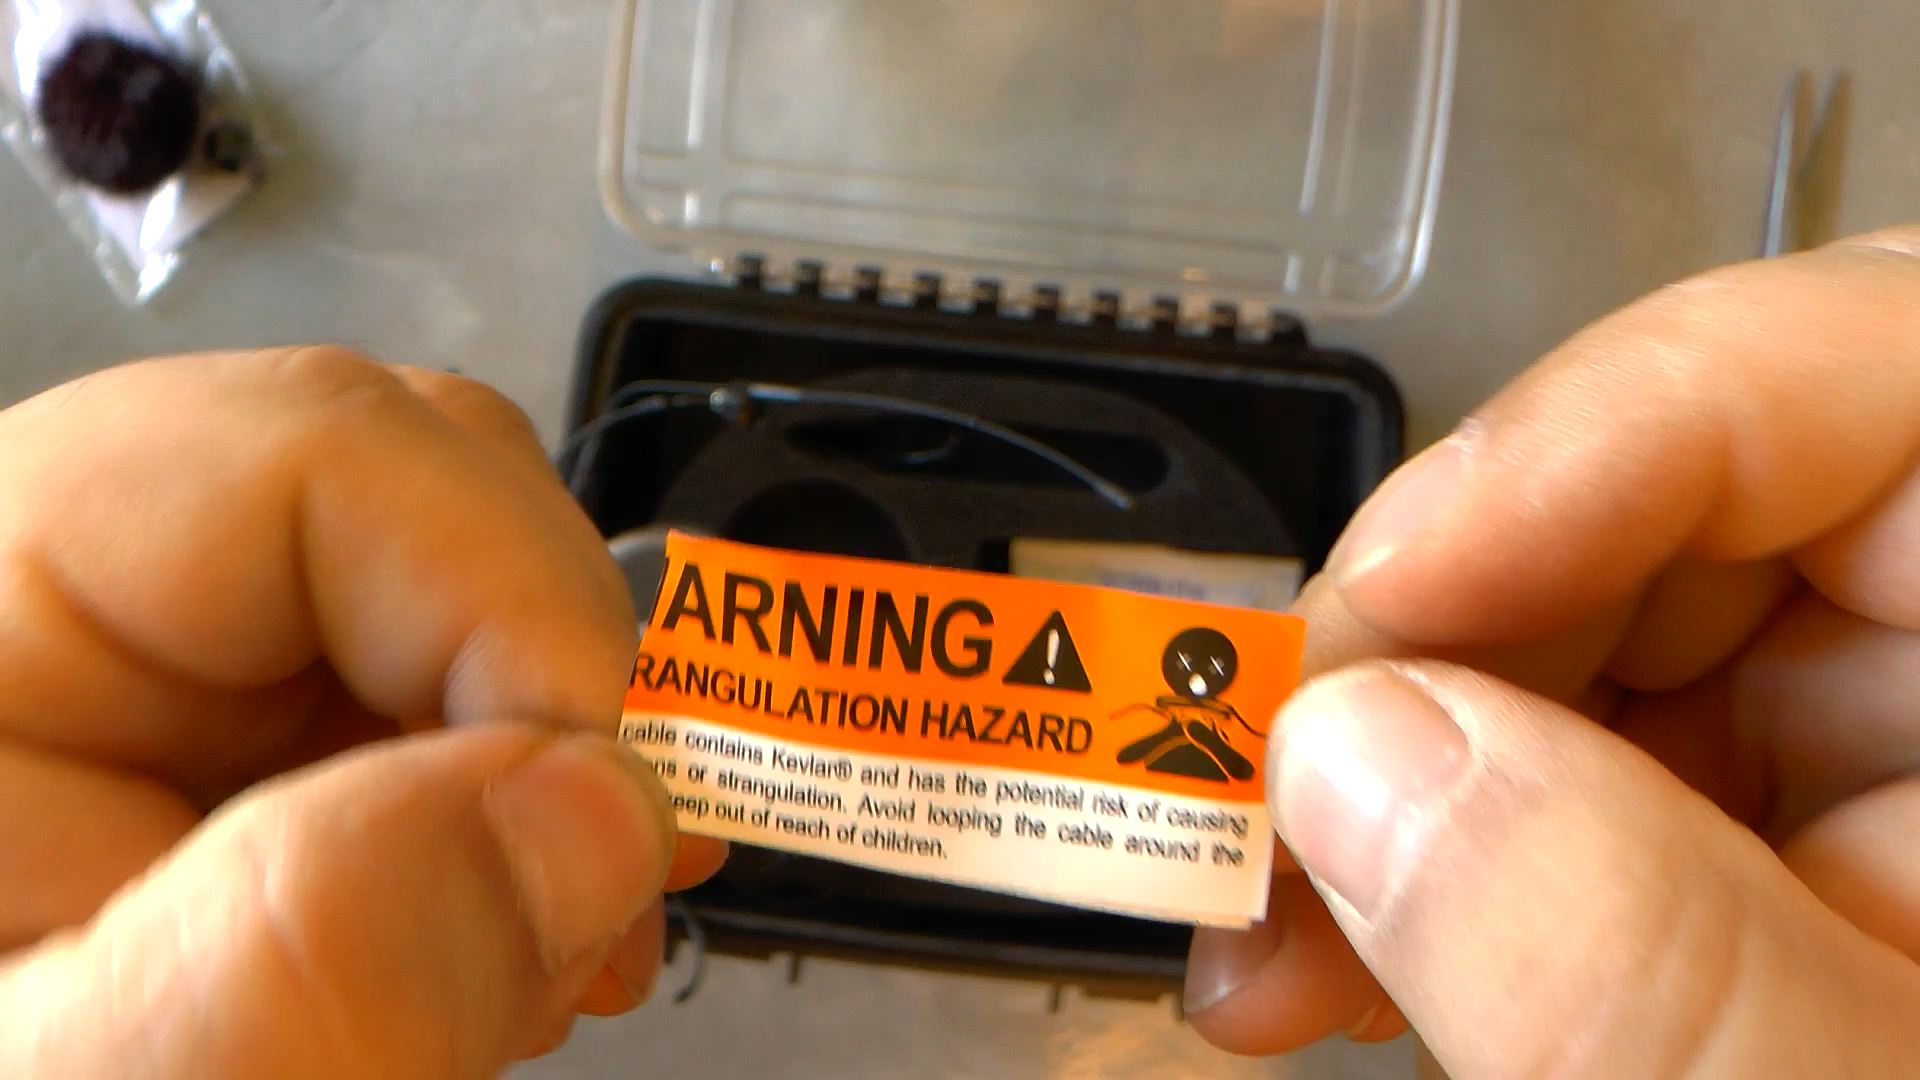 ARNING
RANGULATION HAZARD
cable contains Kevlar® and has the potential risk of causing
or strangulation. Avoid looping the cable around the
keep out of reach of children.